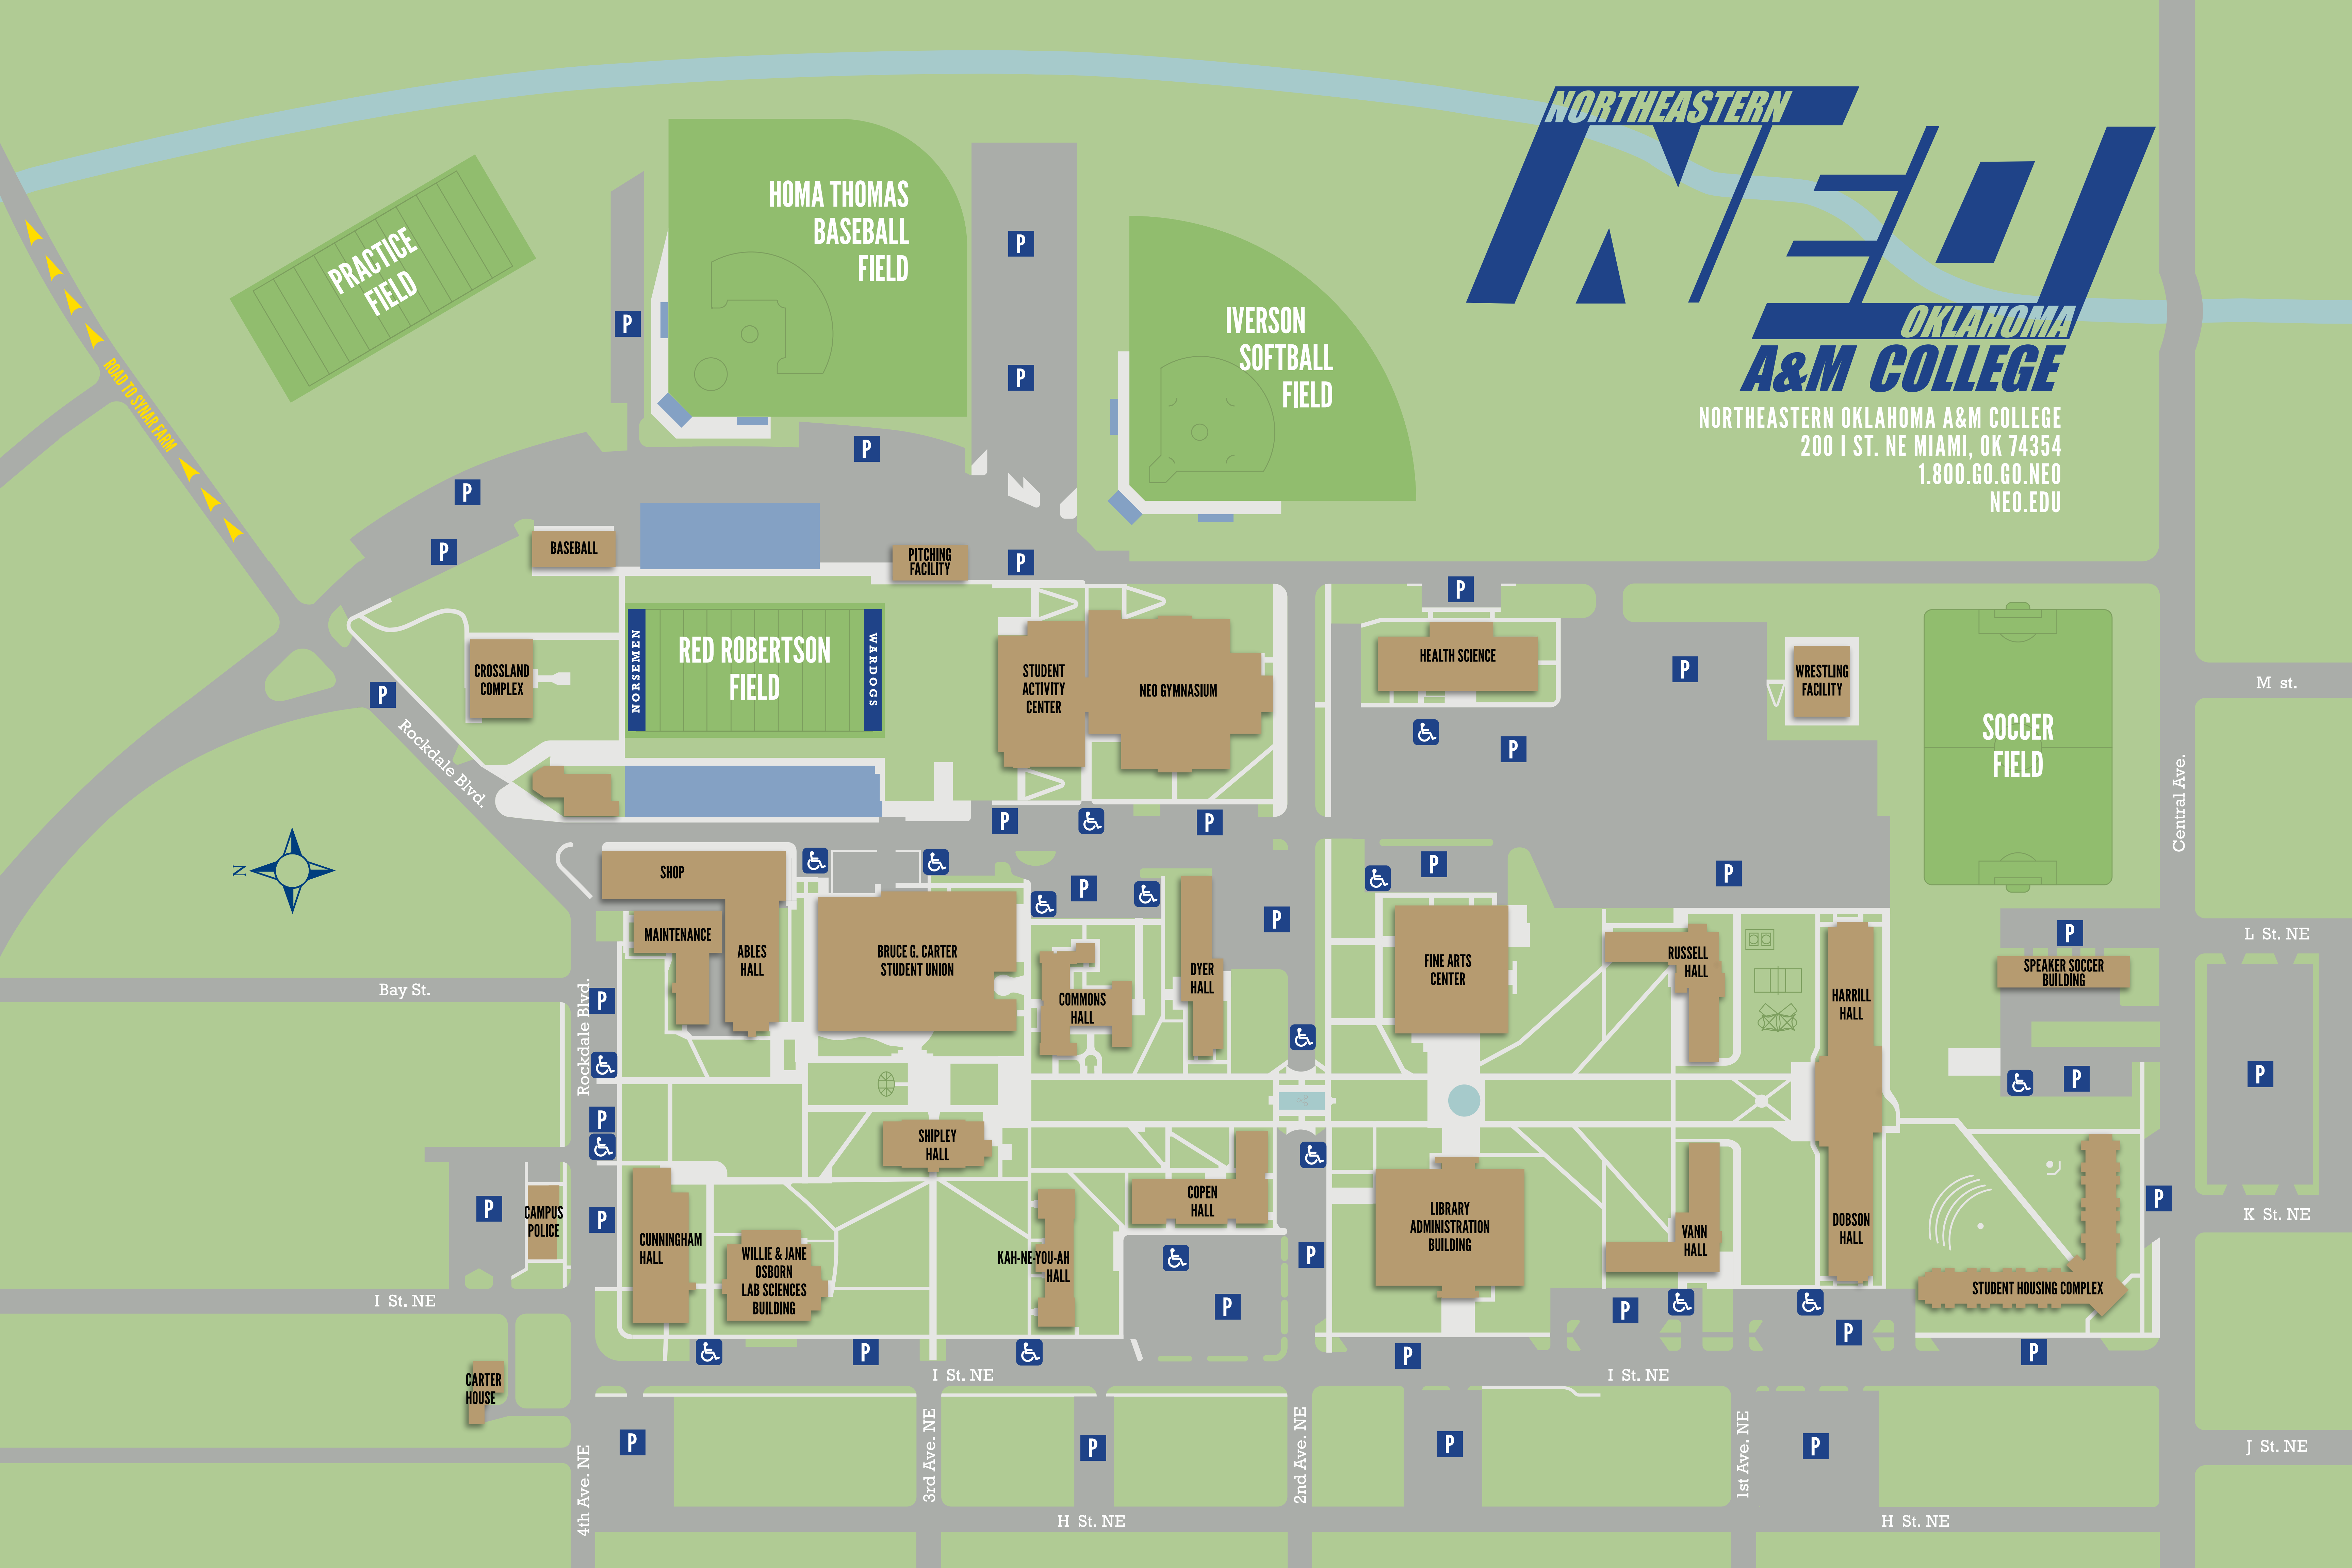 NORTHEASTERN
NEO
OKLAHOMA
A&M COLLEGE
NORTHEASTERN OKLAHOMA A&M COLLEGE
200 I ST. NE MIAMI, OK 74354
1.800.GO.GO.NEO
NEO.EDU
PRACTICE
FIELD
HOMA THOMAS
BASEBALL
FIELD
IVERSON
SOFTBALL
FIELD
ROAD TO SYNAR FARM
P
P
P
P
P
P
P
P
BASEBALL
PITCHING
FACILITY
CROSSLAND
COMPLEX
NORSEMEN
RED ROBERTSON
FIELD
WARDOGS
STUDENT
ACTIVITY
CENTER
NEO GYMNASIUM
P
HEALTH SCIENCE
P
P
WRESTLING
FACILITY
SOCCER
FIELD
M st.
Central Ave.
P
Rockdale Blvd.
N
P
P
SHOP
MAINTENANCE
ABLES
HALL
BRUCE G. CARTER
STUDENT UNION
P
COMMONS
HALL
DYER
HALL
P
P
FINE ARTS
CENTER
P
RUSSELL
HALL
HARRILL
HALL
P
SPEAKER SOCCER
BUILDING
L St. NE
P
P
Bay St.
Rockdale Blvd.
P
P
P
SHIPLEY
HALL
CAMPUS
POLICE
P
CUNNINGHAM
HALL
WILLIE & JANE
OSBORN
LAB SCIENCES
BUILDING
KAH-NE-YOU-AH
HALL
COPEN
HALL
P
P
LIBRARY
ADMINISTRATION
BUILDING
VANN
HALL
DOBSON
HALL
STUDENT HOUSING COMPLEX
P
K St. NE
I St. NE
P
P
P
P
P
I St. NE
I St. NE
CARTER
HOUSE
P
P
P
P
4th Ave. NE
3rd Ave. NE
2nd Ave. NE
1st Ave. NE
J St. NE
H St. NE
H St. NE